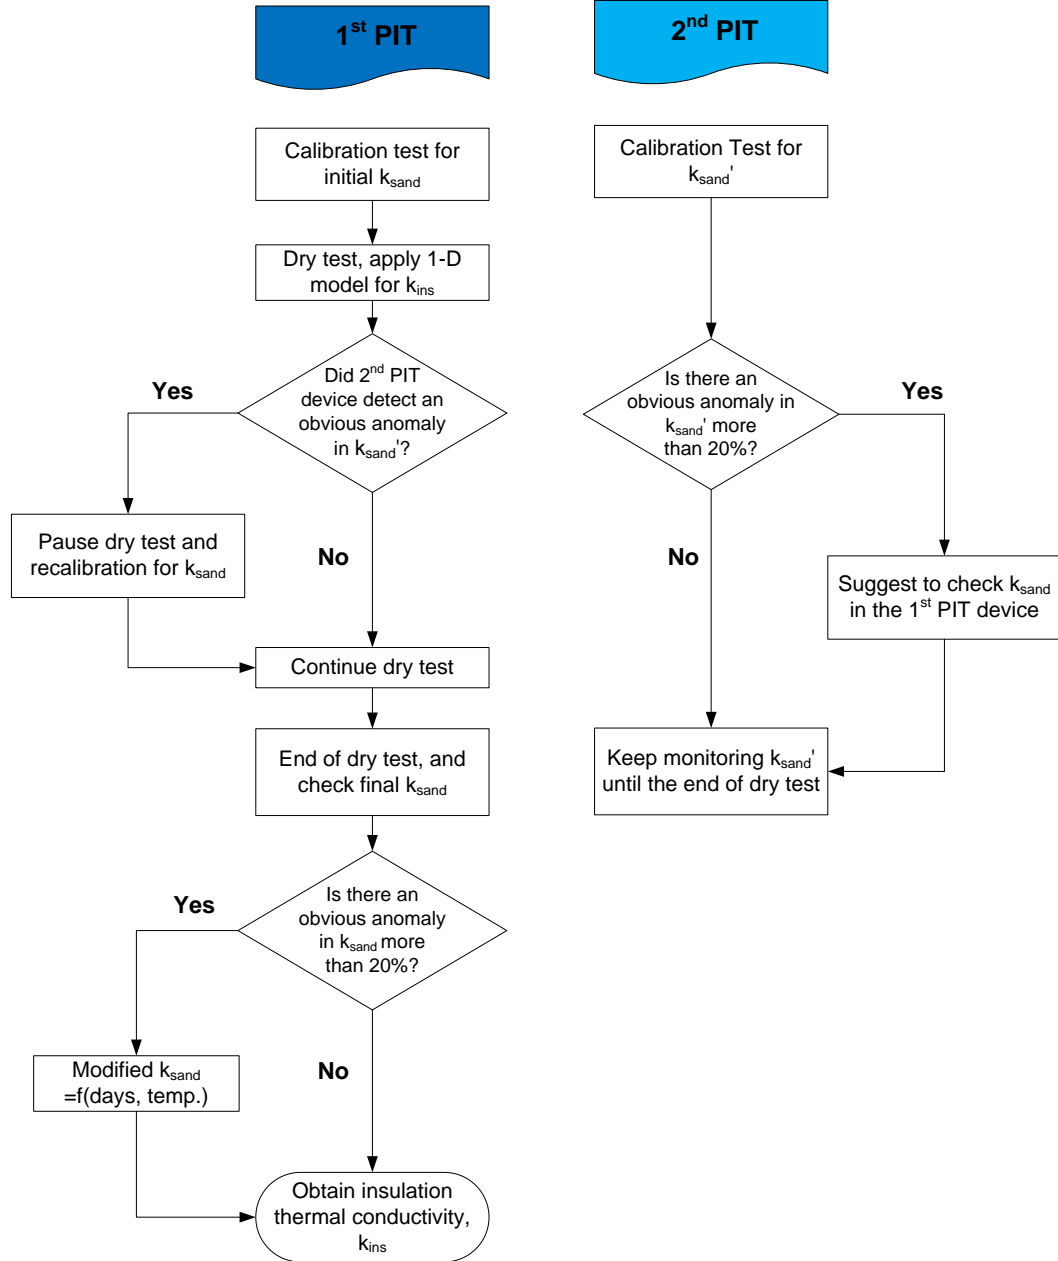 1st PIT
Calibration test for
initial ksand
Dry test, apply 1-D
model for kins
Did 2nd PIT
device detect an
obvious anomaly
in ksand'?
Yes
Pause dry test and
recalibration for ksand
No
Continue dry test
End of dry test, and
check final ksand
Is there an
obvious anomaly
in ksand more
than 20%?
Yes
Modified ksand
=f(days, temp.)
No
Obtain insulation
thermal conductivity,
kins
2nd PIT
Calibration Test for
ksand'
Is there an
obvious anomaly in
ksand' more
than 20%?
Yes
No
Suggest to check ksand
in the 1st PIT device
Keep monitoring ksand'
until the end of dry test